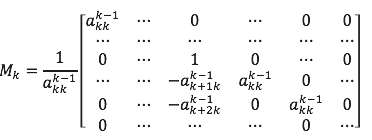 M_k = \frac{1}{a_{kk}^{k-1}} \begin{bmatrix} a_{kk}^{k-1} & \cdots & 0 & \cdots & 0 & 0 \\ \cdots & \cdots & \cdots & \cdots & \cdots & \cdots \\ 0 & \cdots & 1 & 0 & \cdots & 0 \\ \cdots & \cdots & -a_{k+1k}^{k-1} & a_{kk}^{k-1} & 0 & \cdots \\ 0 & \cdots & -a_{k+2k}^{k-1} & 0 & a_{kk}^{k-1} & 0 \\ 0 & \cdots & \cdots & \cdots & 0 & \cdots \end{bmatrix}